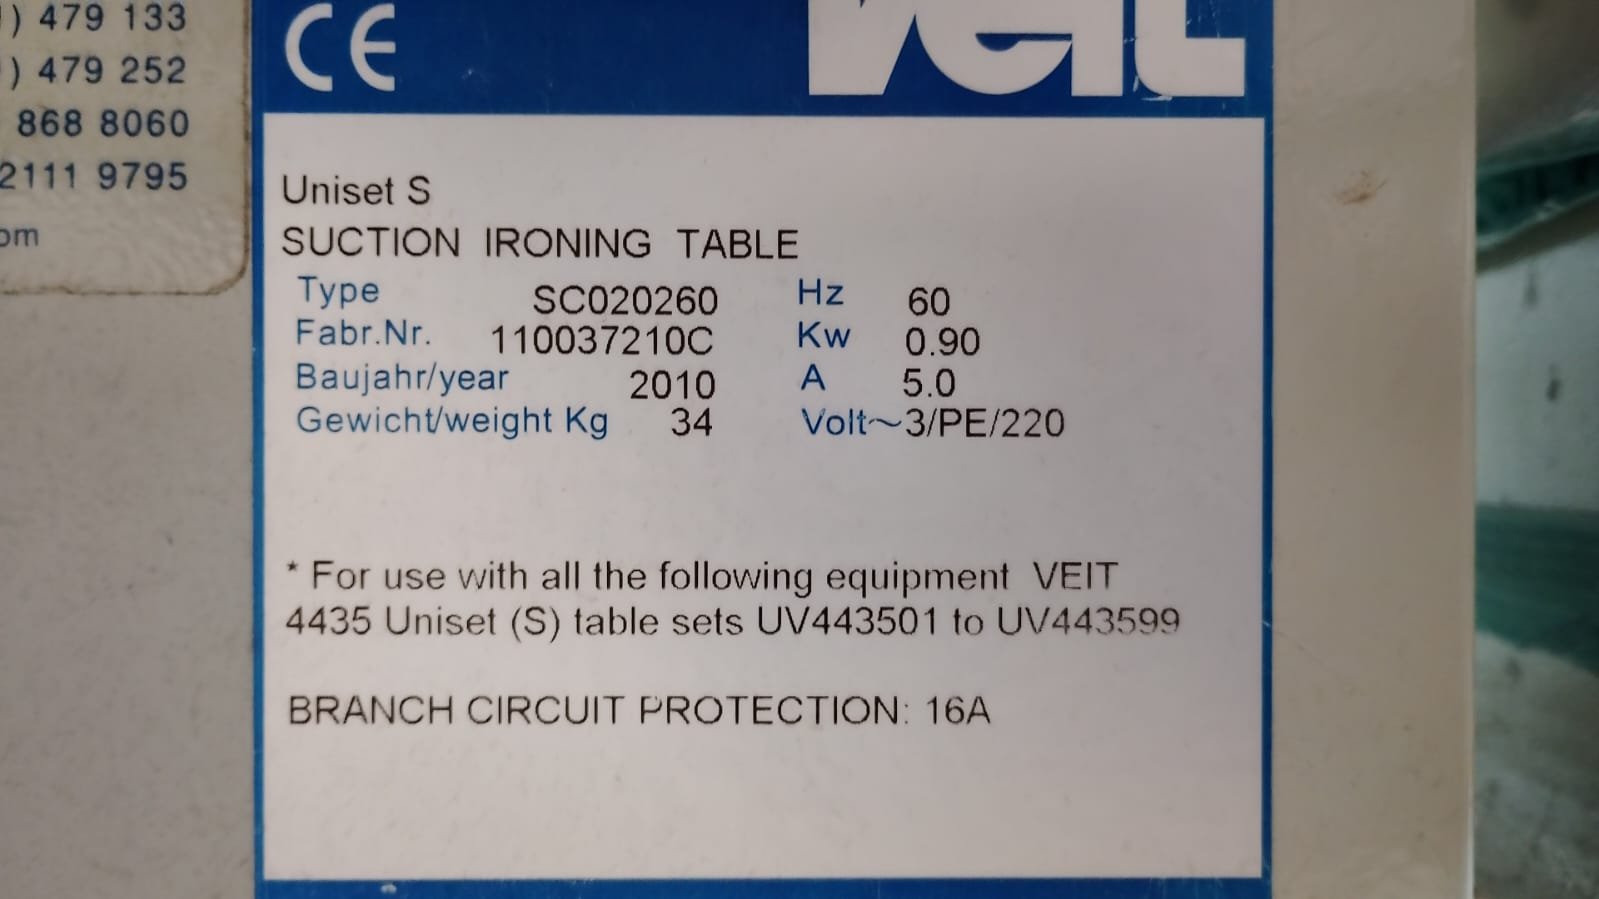 ) 479 133
) 479 252
868 8060
2111 9795
om
CE
veit
Uniset S
SUCTION IRONING TABLE
Type SC020260 Hz 60
Fabr.Nr. 110037210C Kw 0.90
Baujahr/year 2010 A 5.0
Gewicht/weight Kg 34 Volt~3/PE/220
* For use with all the following equipment VEIT
4435 Uniset (S) table sets UV443501 to UV443599
BRANCH CIRCUIT PROTECTION: 16A